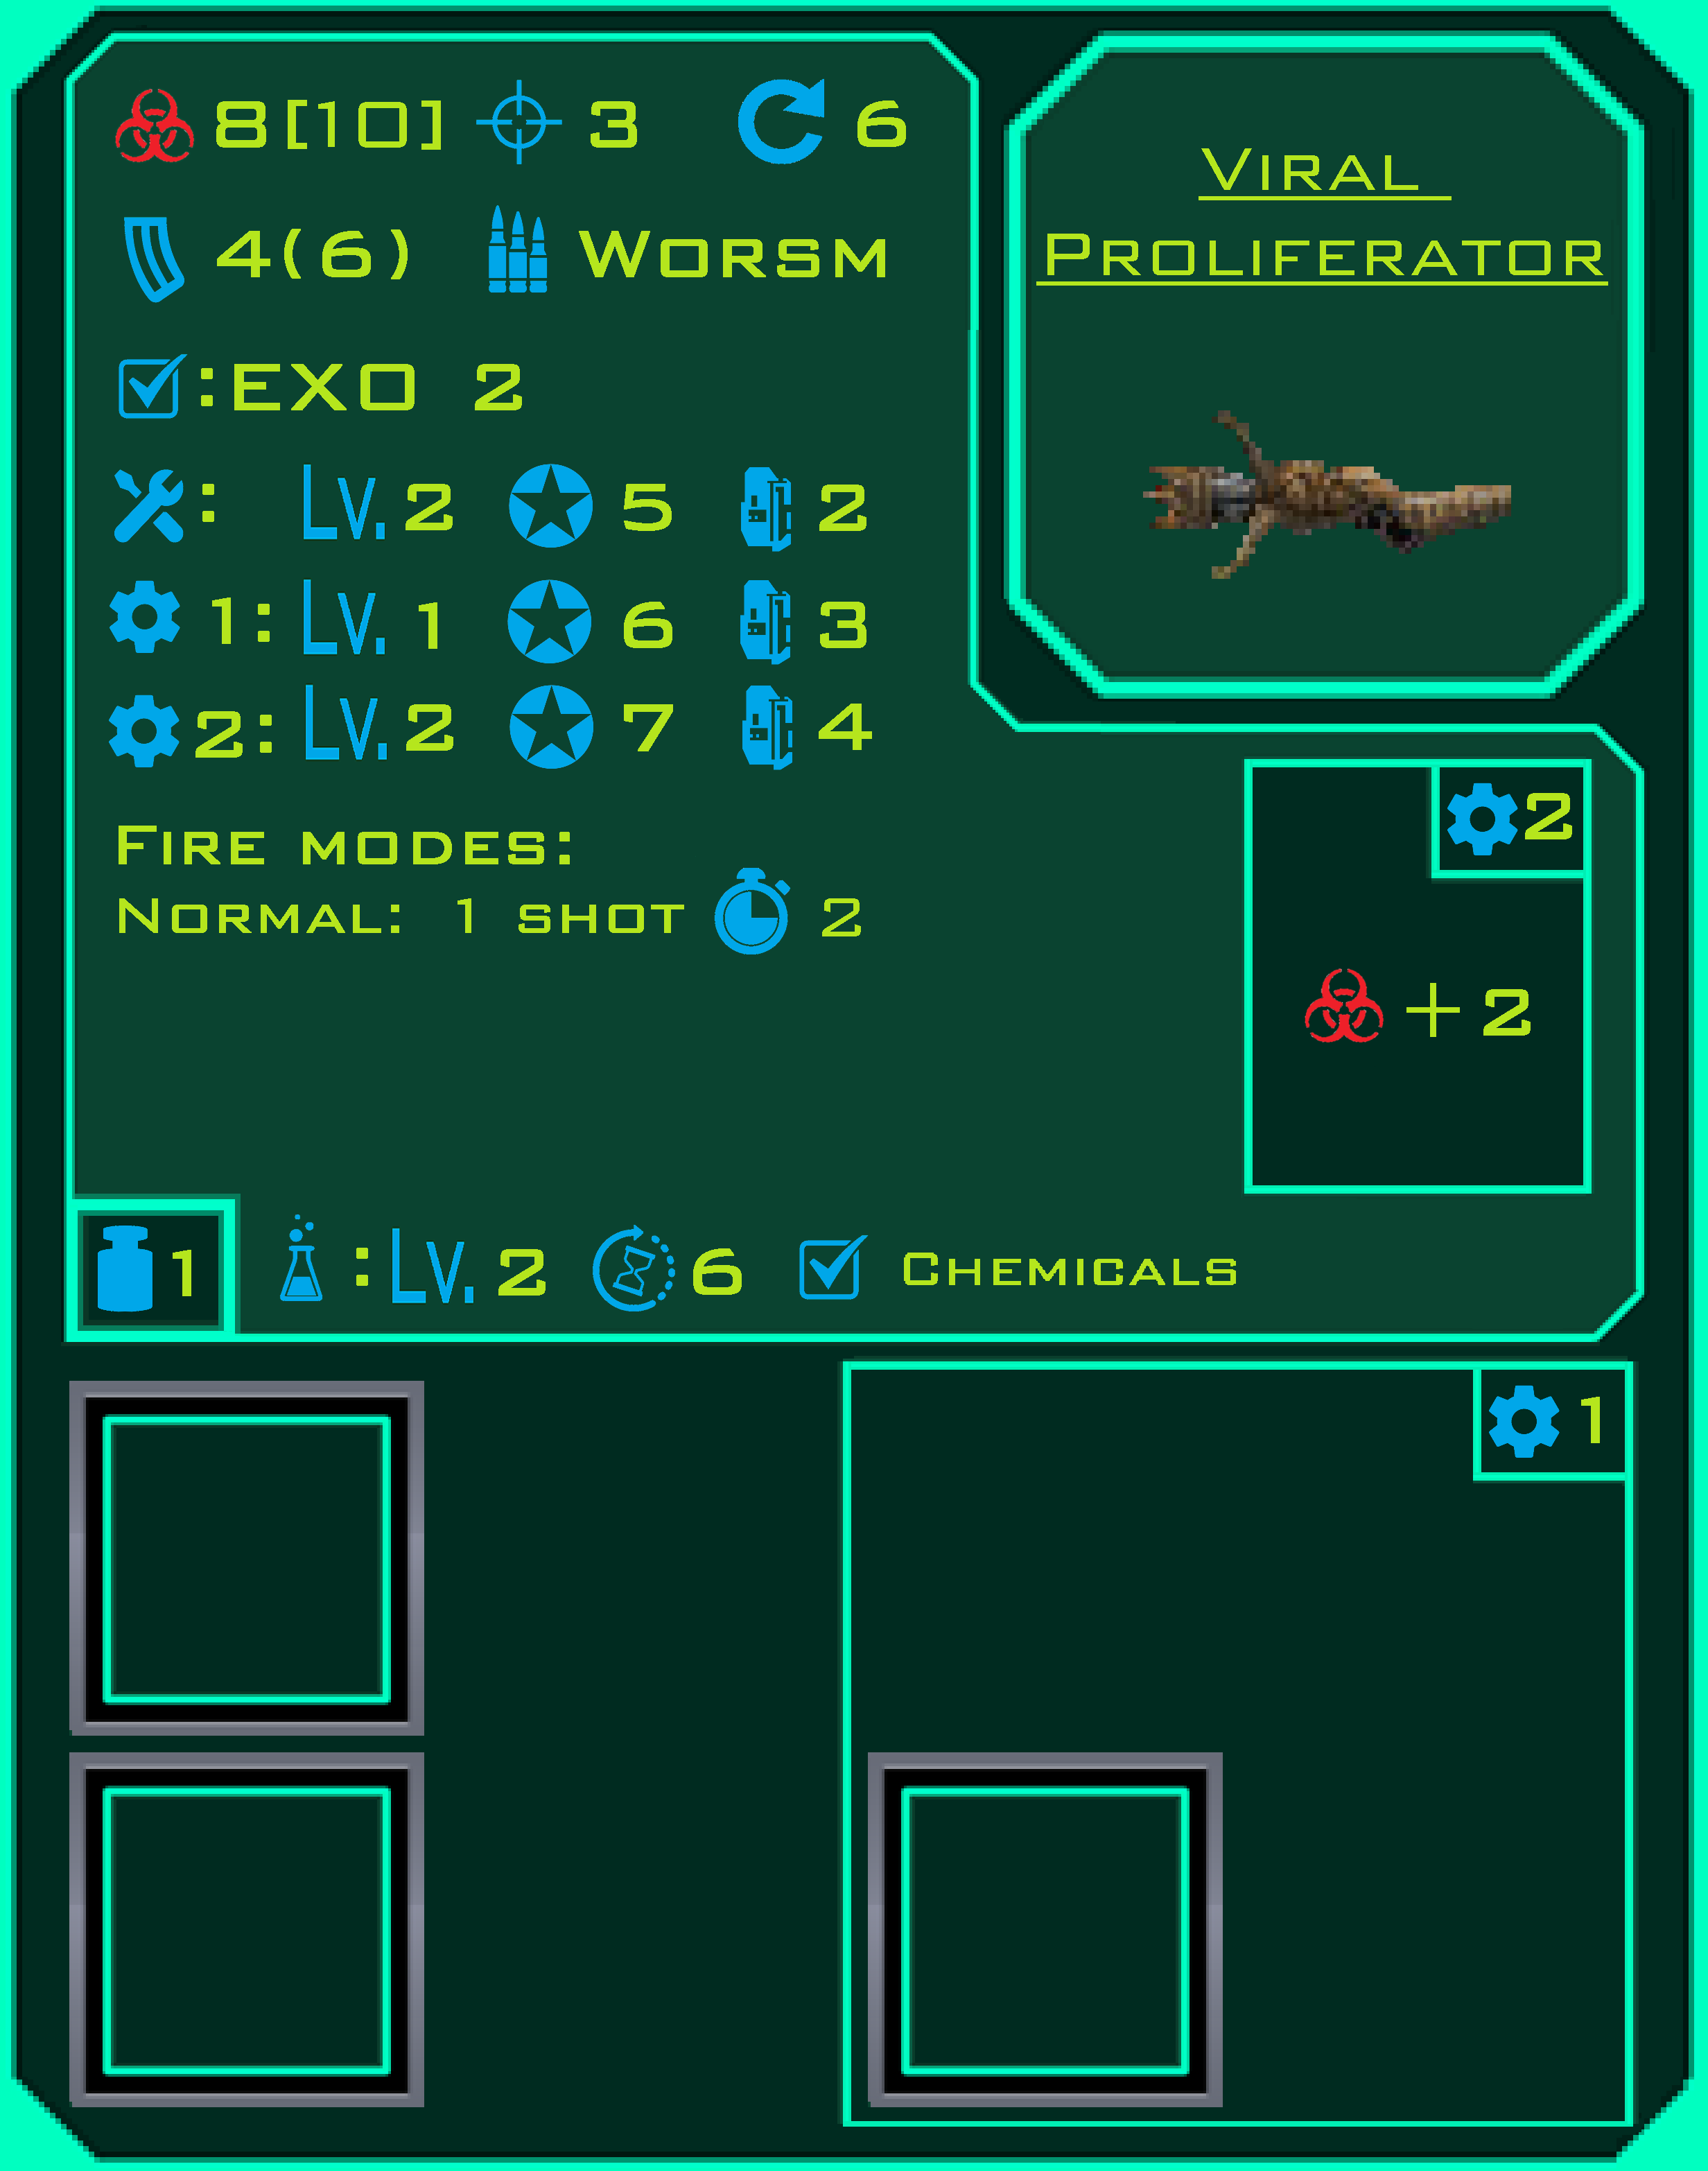 8[10] 3 6
4(6) Worsm
:EXO 2
: Lv. 2 5 2
1: Lv. 1 6 3
2: Lv. 2 7 4
Fire modes:
Normal: 1 shot 2
Viral
Proliferator
2
+ 2
1 : Lv. 2 6 Chemicals
1